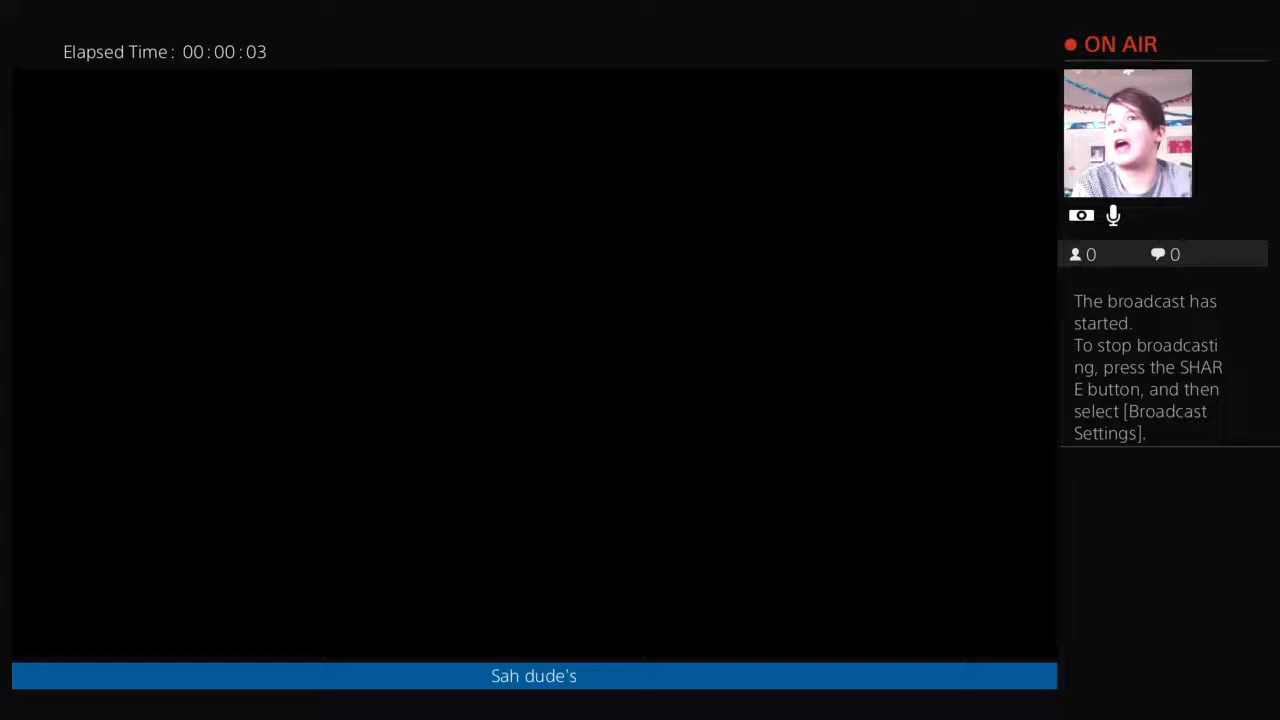 Elapsed Time: 00:00:03
ON AIR
0 0
The broadcast has
started.
To stop broadcasti
ng, press the SHAR
E button, and then
select [Broadcast
Settings].
Sah dude's